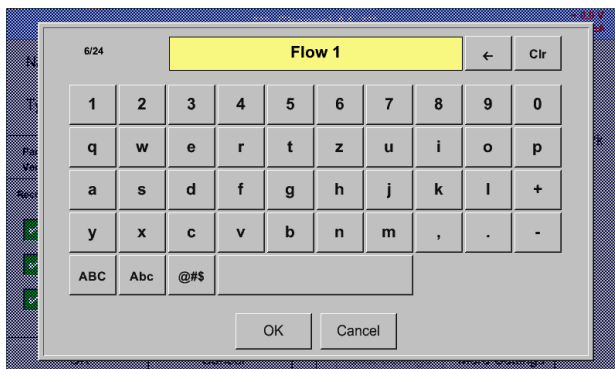 6/24 Flow 1 ← Clr
1 2 3 4 5 6 7 8 9 0
q w e r t z u i o p
a s d f g h j k l +
y x c v b n m , . -
ABC Abc @#$
OK Cancel